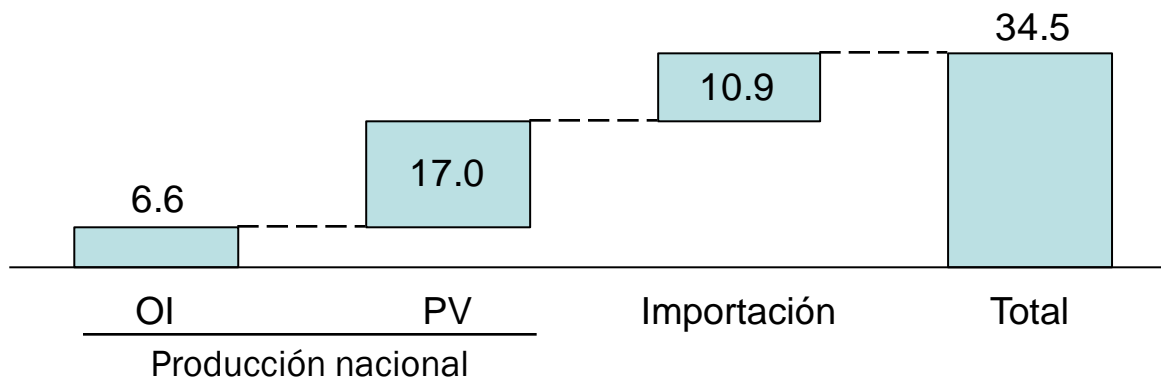 34.5
10.9
17.0
6.6
OI PV Importación Total
Producción nacional